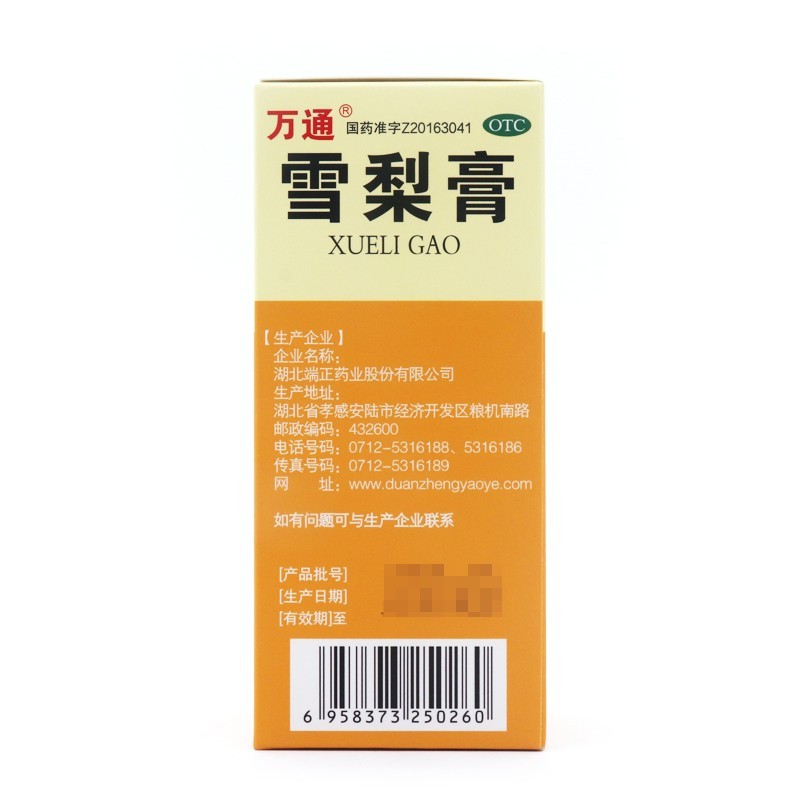 万通®
国药准字Z20163041
OTC
雪梨膏
XUELI GAO
【生产企业】
企业名称：
湖北端正药业股份有限公司
生产地址：
湖北省孝感安陆市经济开发区粮机南路
邮政编码：432600
电话号码：0712-5316188、5316186
传真号码：0712-5316189
网 址：www.duanzhengyaoye.com
如有问题可与生产企业联系
[产品批号]
[生产日期]
[有效期]至
6 958373 250260